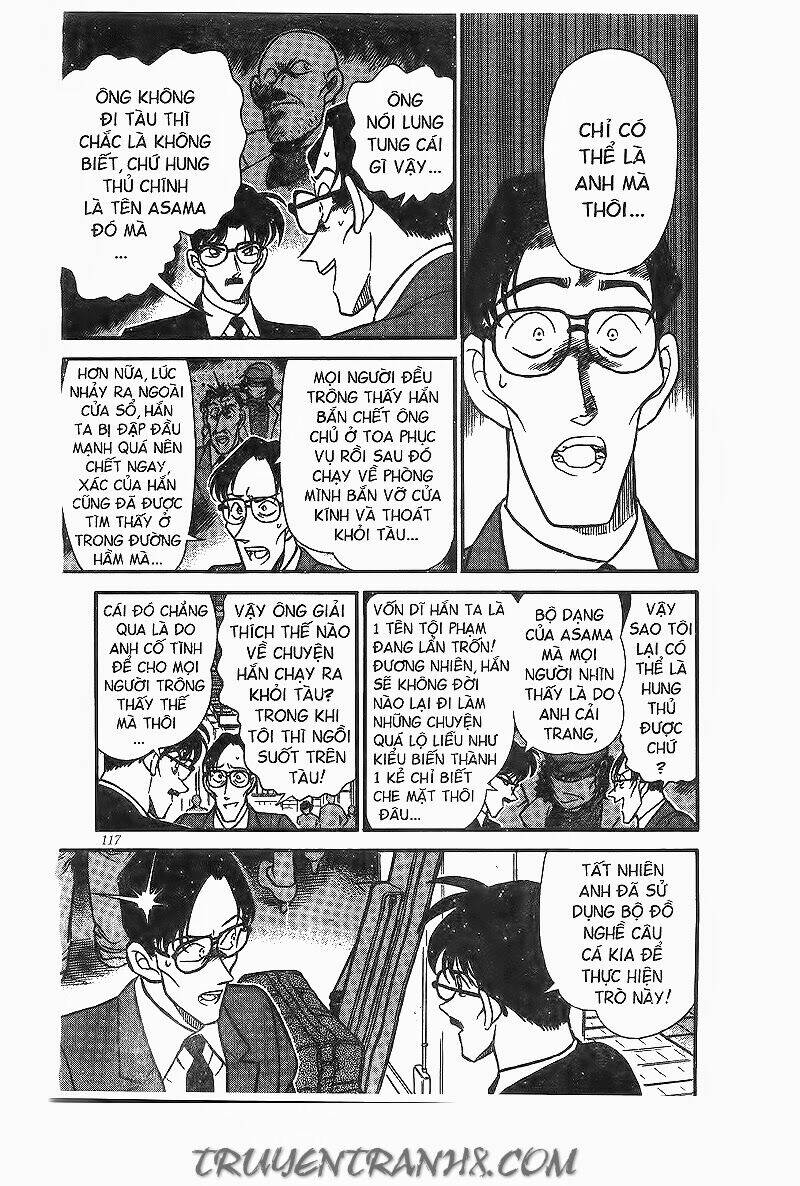 CHỈ CÓ
THỂ LÀ
ANH MÀ
THÔI...
ÔNG
NÓI LUNG
TUNG CÁI
GÌ VẬY...
ÔNG KHÔNG
ĐI TÀU THÌ
CHẮC LÀ KHÔNG
BIẾT, CHỨ HUNG
THỦ CHÍNH
LÀ TÊN ASAMA
ĐÓ MÀ
...
MỌI NGƯỜI ĐỀU
TRÔNG THẤY HẮN
BẮN CHẾT ÔNG
CHỦ Ở TOA PHỤC
VỤ RỒI SAU ĐÓ
CHẠY VỀ PHÒNG
MÌNH BẮN VỠ CỬA
KÍNH VÀ THOÁT
KHỎI TÀU...
HƠN NỮA, LÚC
NHẢY RA NGOÀI
CỬA SỔ, HẮN
TA BỊ ĐẬP ĐẦU
MẠNH QUÁ NÊN
CHẾT NGAY,
XÁC CỦA HẮN
CŨNG ĐÃ ĐƯỢC
TÌM THẤY Ở
TRONG ĐƯỜNG
HẦM MÀ...
VẬY
SAO TÔI
LẠI CÓ
THỂ LÀ
HUNG
THỦ
ĐƯỢC
CHỨ
?
BỘ DẠNG
CỦA ASAMA
MÀ MỌI
NGƯỜI NHÌN
THẤY LÀ DO
ANH CẢI
TRANG,
VỐN DĨ HẮN TA LÀ
1 TÊN TỘI PHẠM
ĐANG LẨN TRỐN!
ĐƯƠNG NHIÊN, HẮN
SẼ KHÔNG ĐỜI
NÀO LẠI ĐI LÀM
NHỮNG CHUYỆN
QUÁ LỘ LIỄU NHƯ
KIỂU BIẾN THÀNH
1 KẺ CHỈ BIẾT
CHE MẶT THÔI
ĐÂU...
VẬY ÔNG GIẢI
THÍCH THẾ NÀO
VỀ CHUYỆN
HẮN CHẠY RA
KHỎI TÀU?
TRONG KHI
TÔI THÌ NGỒI
SUỐT TRÊN
TÀU!
CÁI ĐÓ CHẲNG
QUA LÀ DO
ANH CỐ TÌNH
ĐỂ CHO MỌI
NGƯỜI TRÔNG
THẤY THẾ
MÀ THÔI
...
117
TẤT NHIÊN
ANH ĐÃ SỬ
DỤNG BỘ ĐỒ
NGHỀ CÂU
CÁ KIA ĐỂ
THỰC HIỆN
TRÒ NÀY!
TRUYENTRANH8.COM